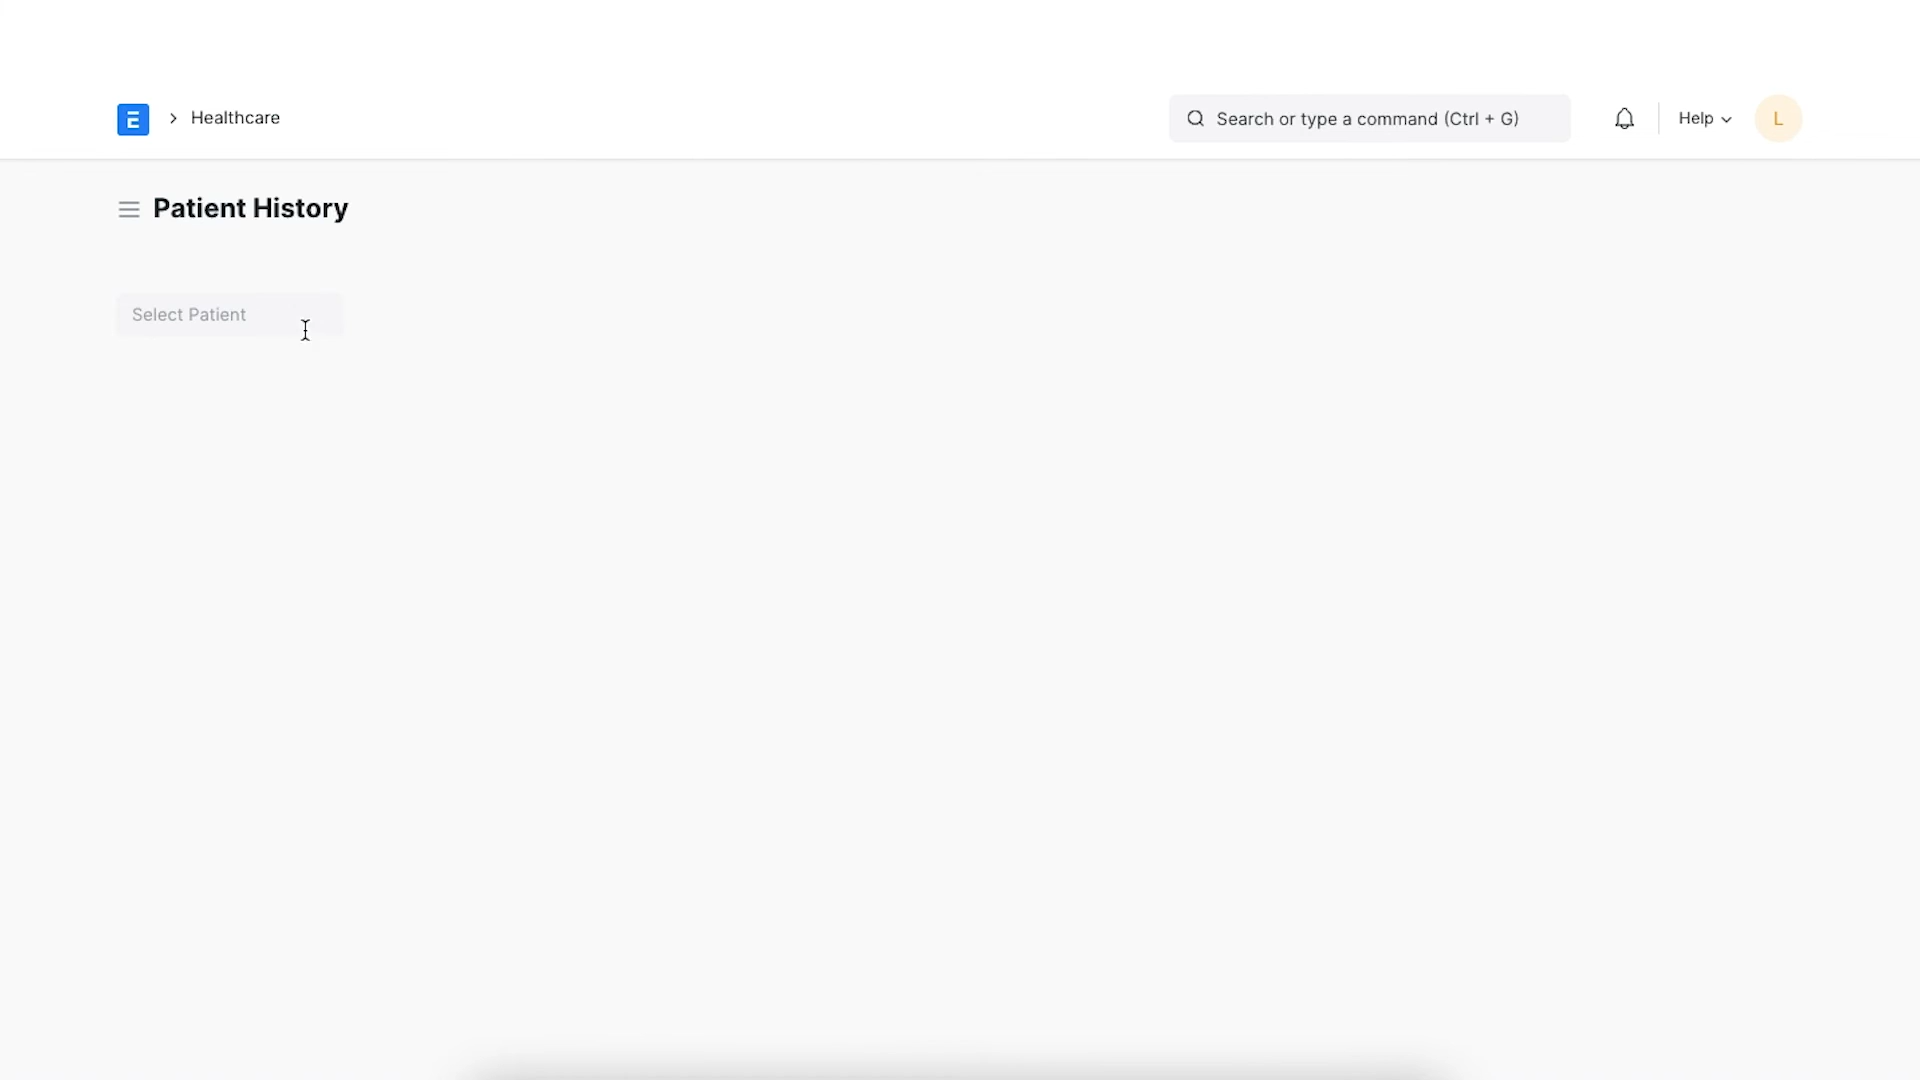 E
Healthcare
Search or type a command (Ctrl + G)
Help
L
Patient History
Select Patient